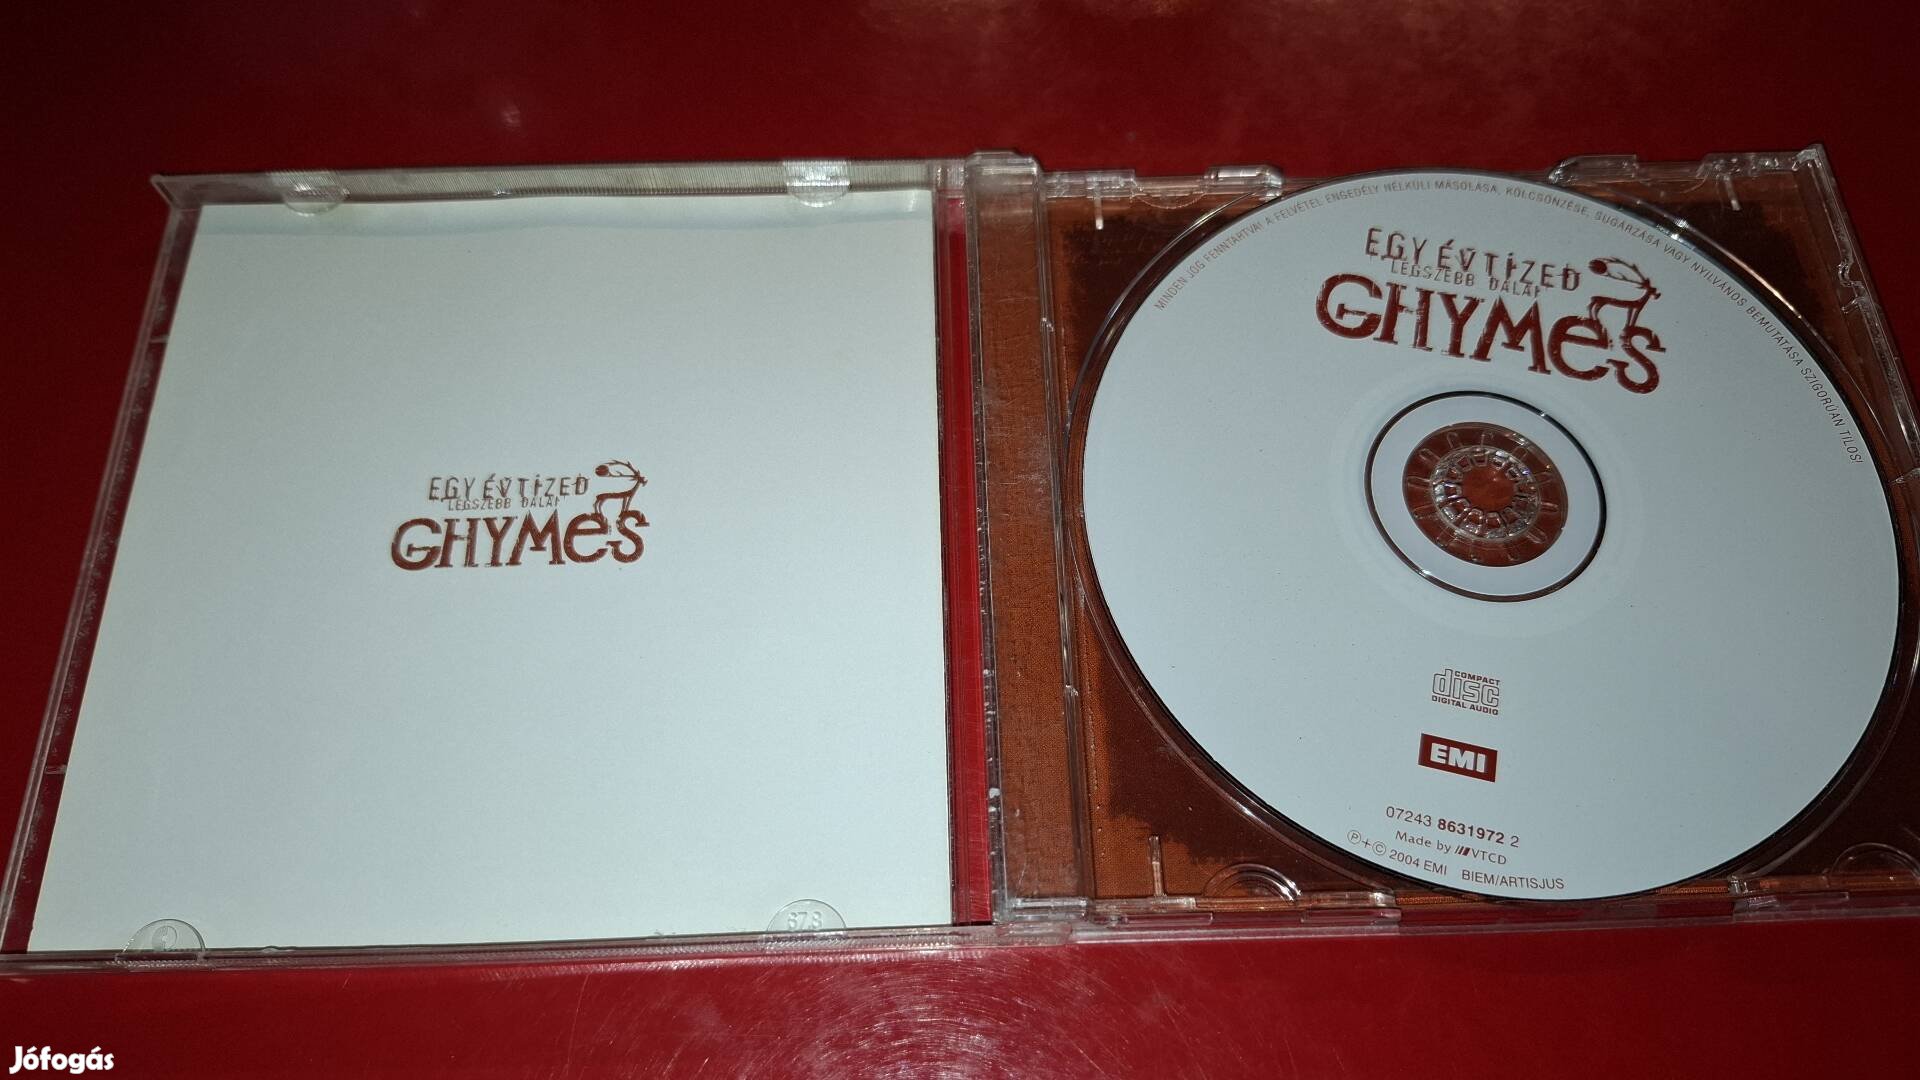 EGY ÉVTIZED
LEGSZEBB DALAI
GHYMES
87.8
MINDEN JOG FENNTARTVA! A FELVÉTEL ENGEDÉLY NÉLKÜLI MÁSOLÁSA, KÖLCSÖNZÉSE, SUGÁRZÁSA VAGY NYILVÁNOS BEMUTATÁSA SZIGORÚAN TILOS!
EGY ÉVTIZED
LEGSZEBB DALAI
GHYMES
COMPACT
disc
DIGITAL AUDIO
EMI
07243 8631972 2
Made by VTCD
℗+© 2004 EMI BIEM/ARTISJUS
Jófogás